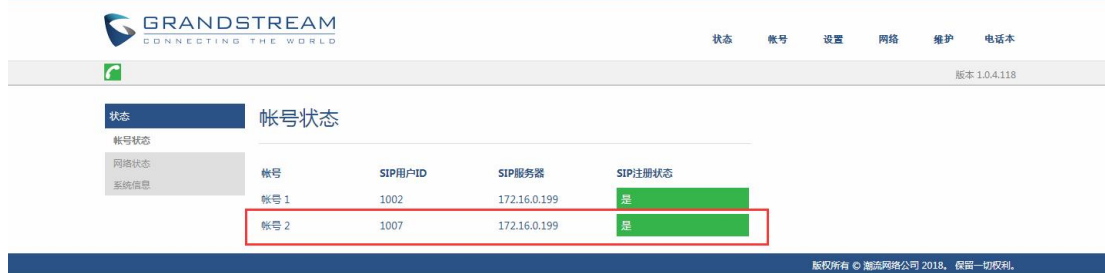 GRANDSTREAM
CONNECTING THE WORLD
状态 帐号 设置 网络 维护 电话本
版本 1.0.4.118
状态
帐号状态
网络状态
系统信息
帐号状态
帐号 SIP用户ID SIP服务器 SIP注册状态
帐号 1 1002 172.16.0.199 是
帐号 2 1007 172.16.0.199 是
版权所有 © 潮流网络公司 2018。 保留一切权利。